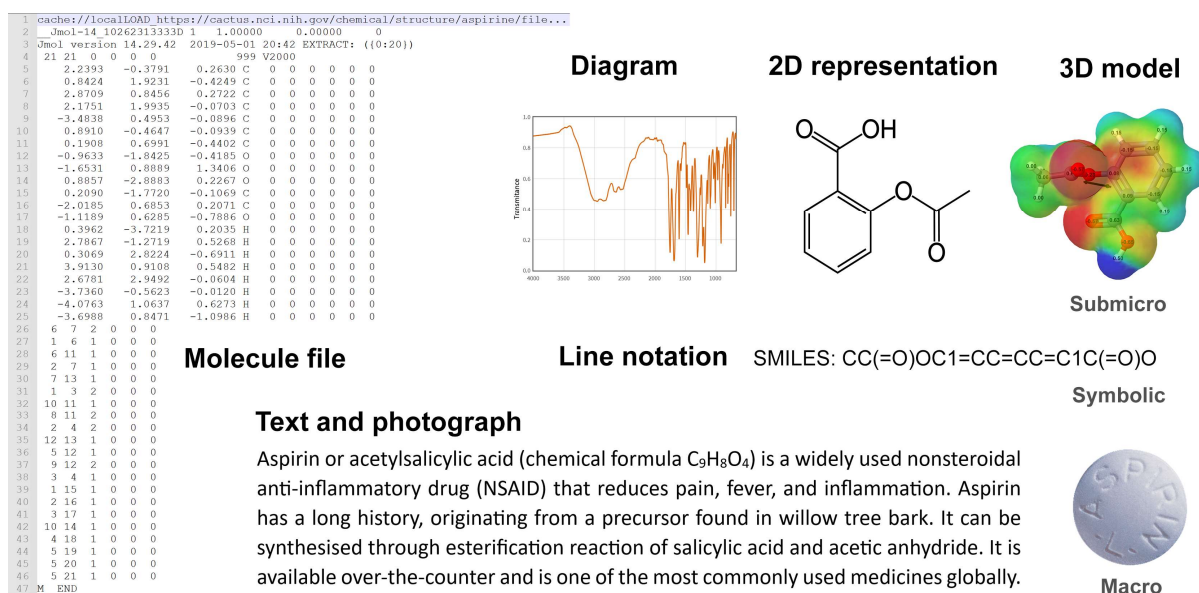 1 cache://localLOAD_https://cactus.nci.nih.gov/chemical/structure/aspirine/file...
2 __Jmol-14_10262313333D 1 1.00000 0.00000 0
3 Jmol version 14.29.42 2019-05-01 20:42 EXTRACT: ({0:20})
4 21 21 0 0 0 0 999 V2000
5 2.2393 -0.3791 0.2630 C 0 0 0 0 0 0
6 0.8424 1.9231 -0.4249 C 0 0 0 0 0 0
7 2.8709 0.8456 0.2722 C 0 0 0 0 0 0
8 2.1751 1.9935 -0.0703 C 0 0 0 0 0 0
9 -3.4838 0.4953 -0.0896 C 0 0 0 0 0 0
10 0.8910 -0.4647 -0.0939 C 0 0 0 0 0 0
11 0.1908 0.6991 -0.4402 C 0 0 0 0 0 0
12 -0.9633 -1.8425 -0.4185 O 0 0 0 0 0 0
13 -1.6531 0.8889 1.3406 O 0 0 0 0 0 0
14 0.8857 -2.8883 0.2267 O 0 0 0 0 0 0
15 0.2090 -1.7720 -0.1069 C 0 0 0 0 0 0
16 -2.0185 0.6853 0.2071 C 0 0 0 0 0 0
17 -1.1189 0.6285 -0.7886 O 0 0 0 0 0 0
18 0.3962 -3.7219 0.2035 H 0 0 0 0 0 0
19 2.7867 -1.2719 0.5268 H 0 0 0 0 0 0
20 0.3069 2.8224 -0.6911 H 0 0 0 0 0 0
21 3.9130 0.9108 0.5482 H 0 0 0 0 0 0
22 2.6781 2.9492 -0.0604 H 0 0 0 0 0 0
23 -3.7360 -0.5623 -0.0120 H 0 0 0 0 0 0
24 -4.0763 1.0637 0.6273 H 0 0 0 0 0 0
25 -3.6988 0.8471 -1.0986 H 0 0 0 0 0 0
26 6 7 2 0 0 0
27 1 6 1 0 0 0
28 6 11 1 0 0 0
29 2 7 1 0 0 0
30 7 13 1 0 0 0
31 1 3 2 0 0 0
32 10 11 1 0 0 0
33 8 11 2 0 0 0
34 2 4 2 0 0 0
35 12 13 1 0 0 0
36 5 12 1 0 0 0
37 9 12 2 0 0 0
38 3 4 1 0 0 0
39 1 15 1 0 0 0
40 2 16 1 0 0 0
41 3 17 1 0 0 0
42 10 14 1 0 0 0
43 4 18 1 0 0 0
44 5 19 1 0 0 0
45 5 20 1 0 0 0
46 5 21 1 0 0 0
47 M END
Molecule file
Diagram
Transmitance
1.0
0.8
0.6
0.4
0.2
0.0
4000 3500 3000 2500 2000 1500 1000
2D representation
O OH
O
O
3D model
Submicro
Line notation SMILES: CC(=O)OC1=CC=CC=C1C(=O)O
Symbolic
Text and photograph
Aspirin or acetylsalicylic acid (chemical formula C₉H₈O₄) is a widely used nonsteroidal
anti-inflammatory drug (NSAID) that reduces pain, fever, and inflammation. Aspirin
has a long history, originating from a precursor found in willow tree bark. It can be
synthesised through esterification reaction of salicylic acid and acetic anhydride. It is
available over-the-counter and is one of the most commonly used medicines globally.
ASPIRIN
-L-
Macro